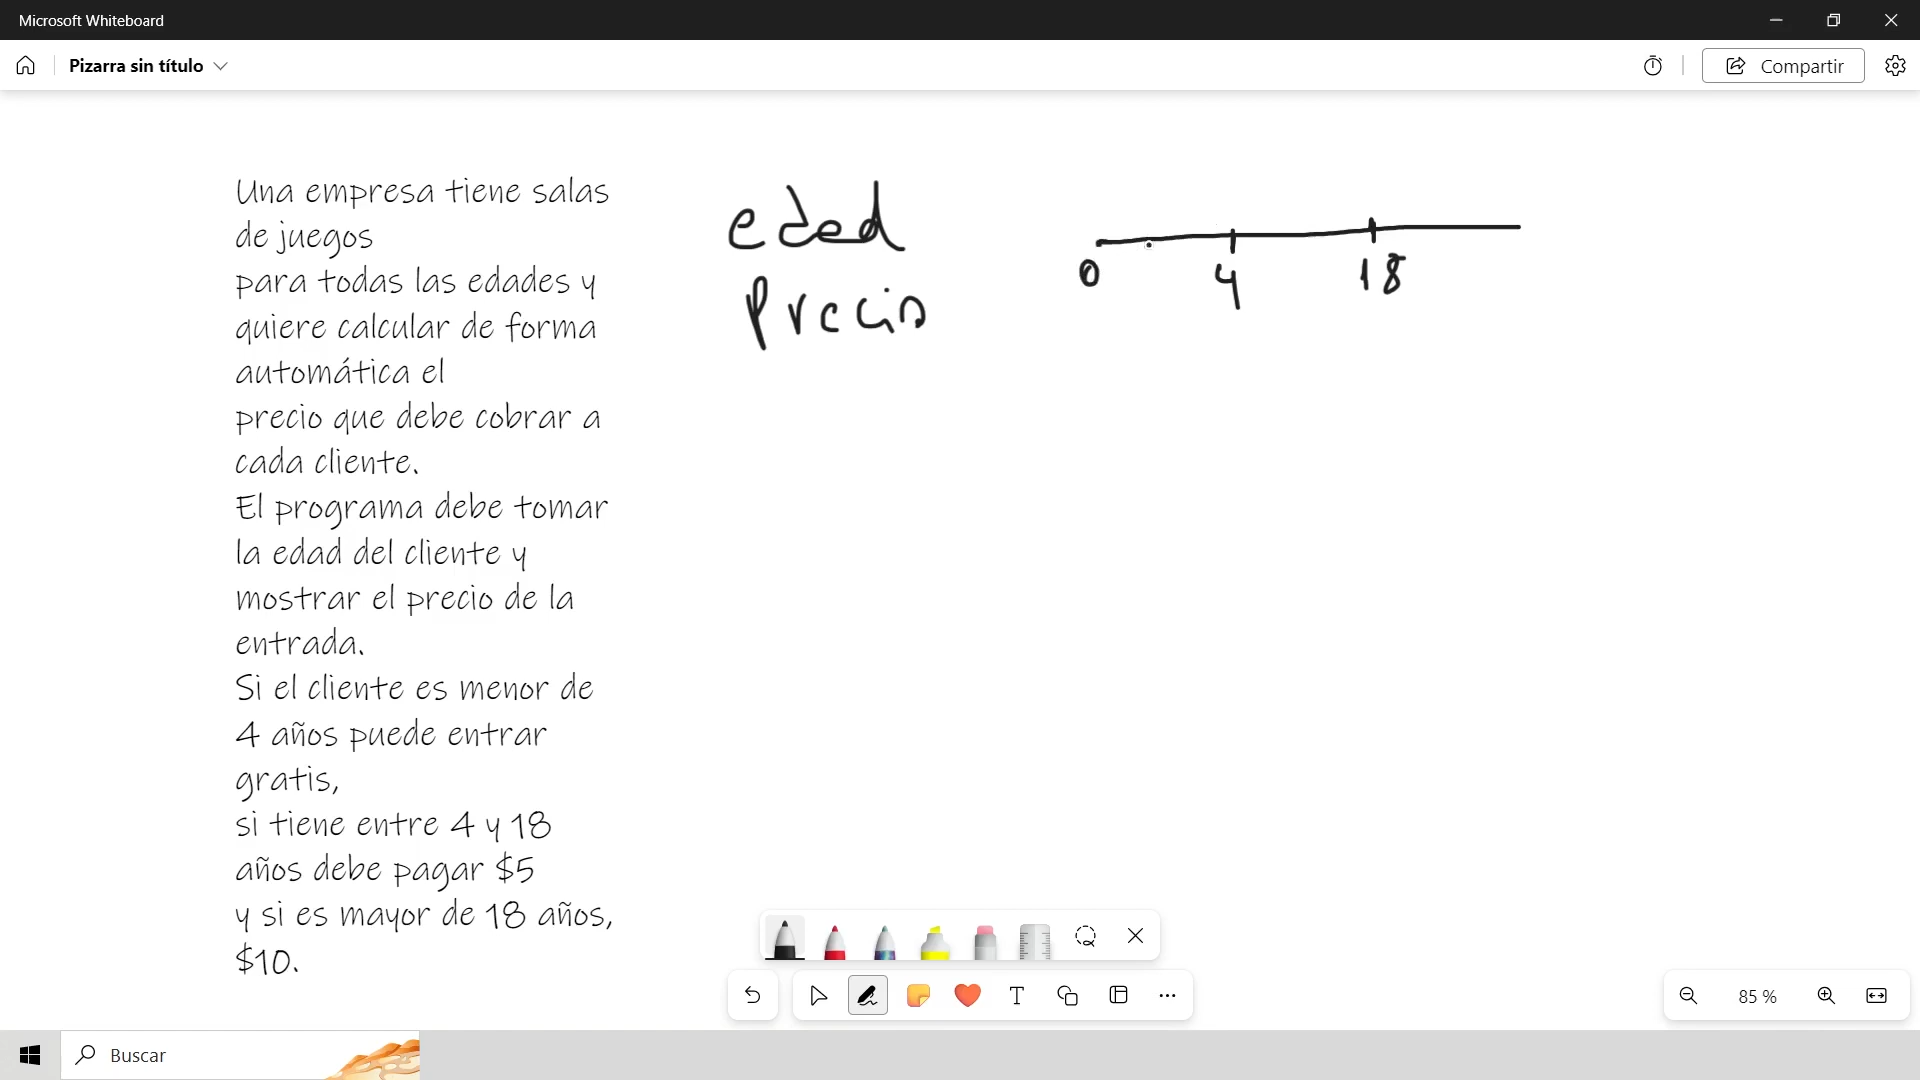 Microsoft Whiteboard
Pizarra sin título
Compartir
Una empresa tiene salas
de juegos
para todas las edades y
quiere calcular de forma
automática el
precio que debe cobrar a
cada cliente.
El programa debe tomar
la edad del cliente y
mostrar el precio de la
entrada.
Si el cliente es menor de
4 años puede entrar
gratis,
si tiene entre 4 y 18
años debe pagar $5
y si es mayor de 18 años,
$10.
edad
Precio
0 4 18
85 %
Buscar